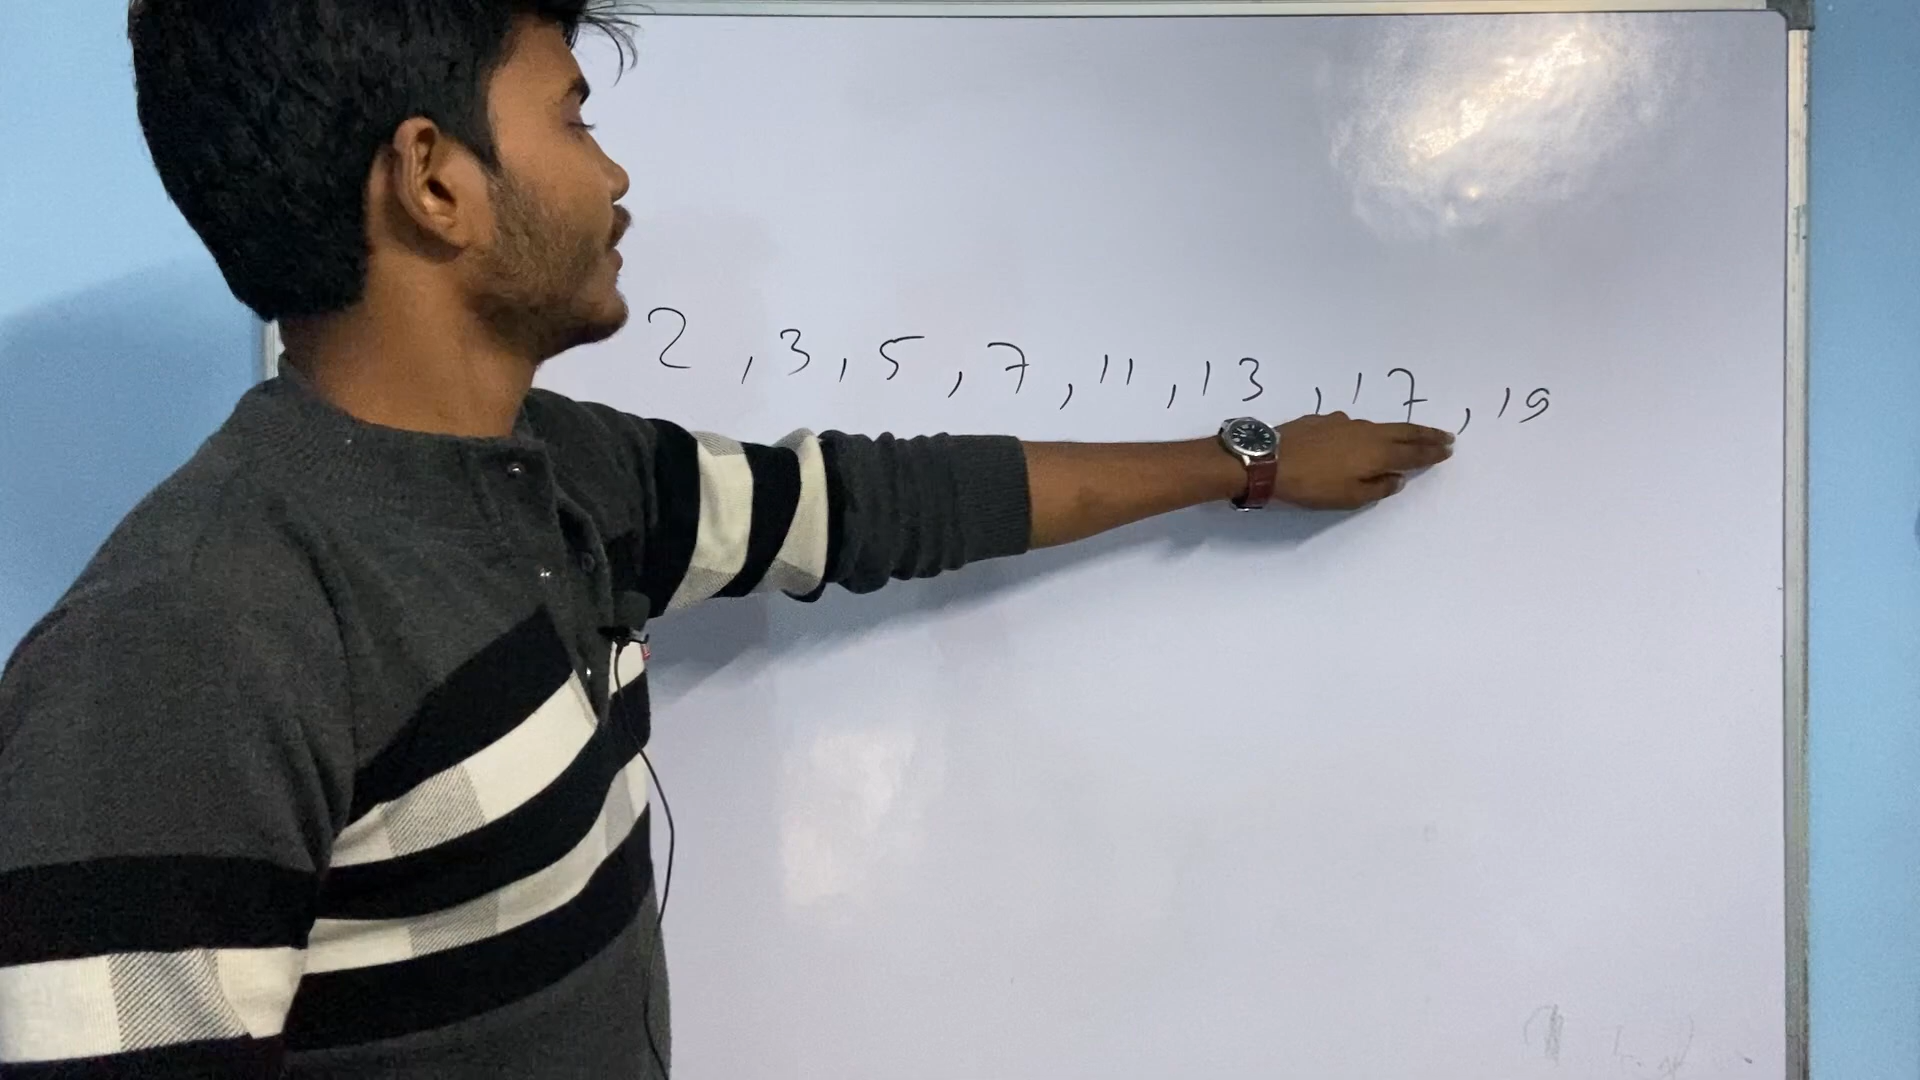 2, 3, 5, 7, 11, 13, 17, 19